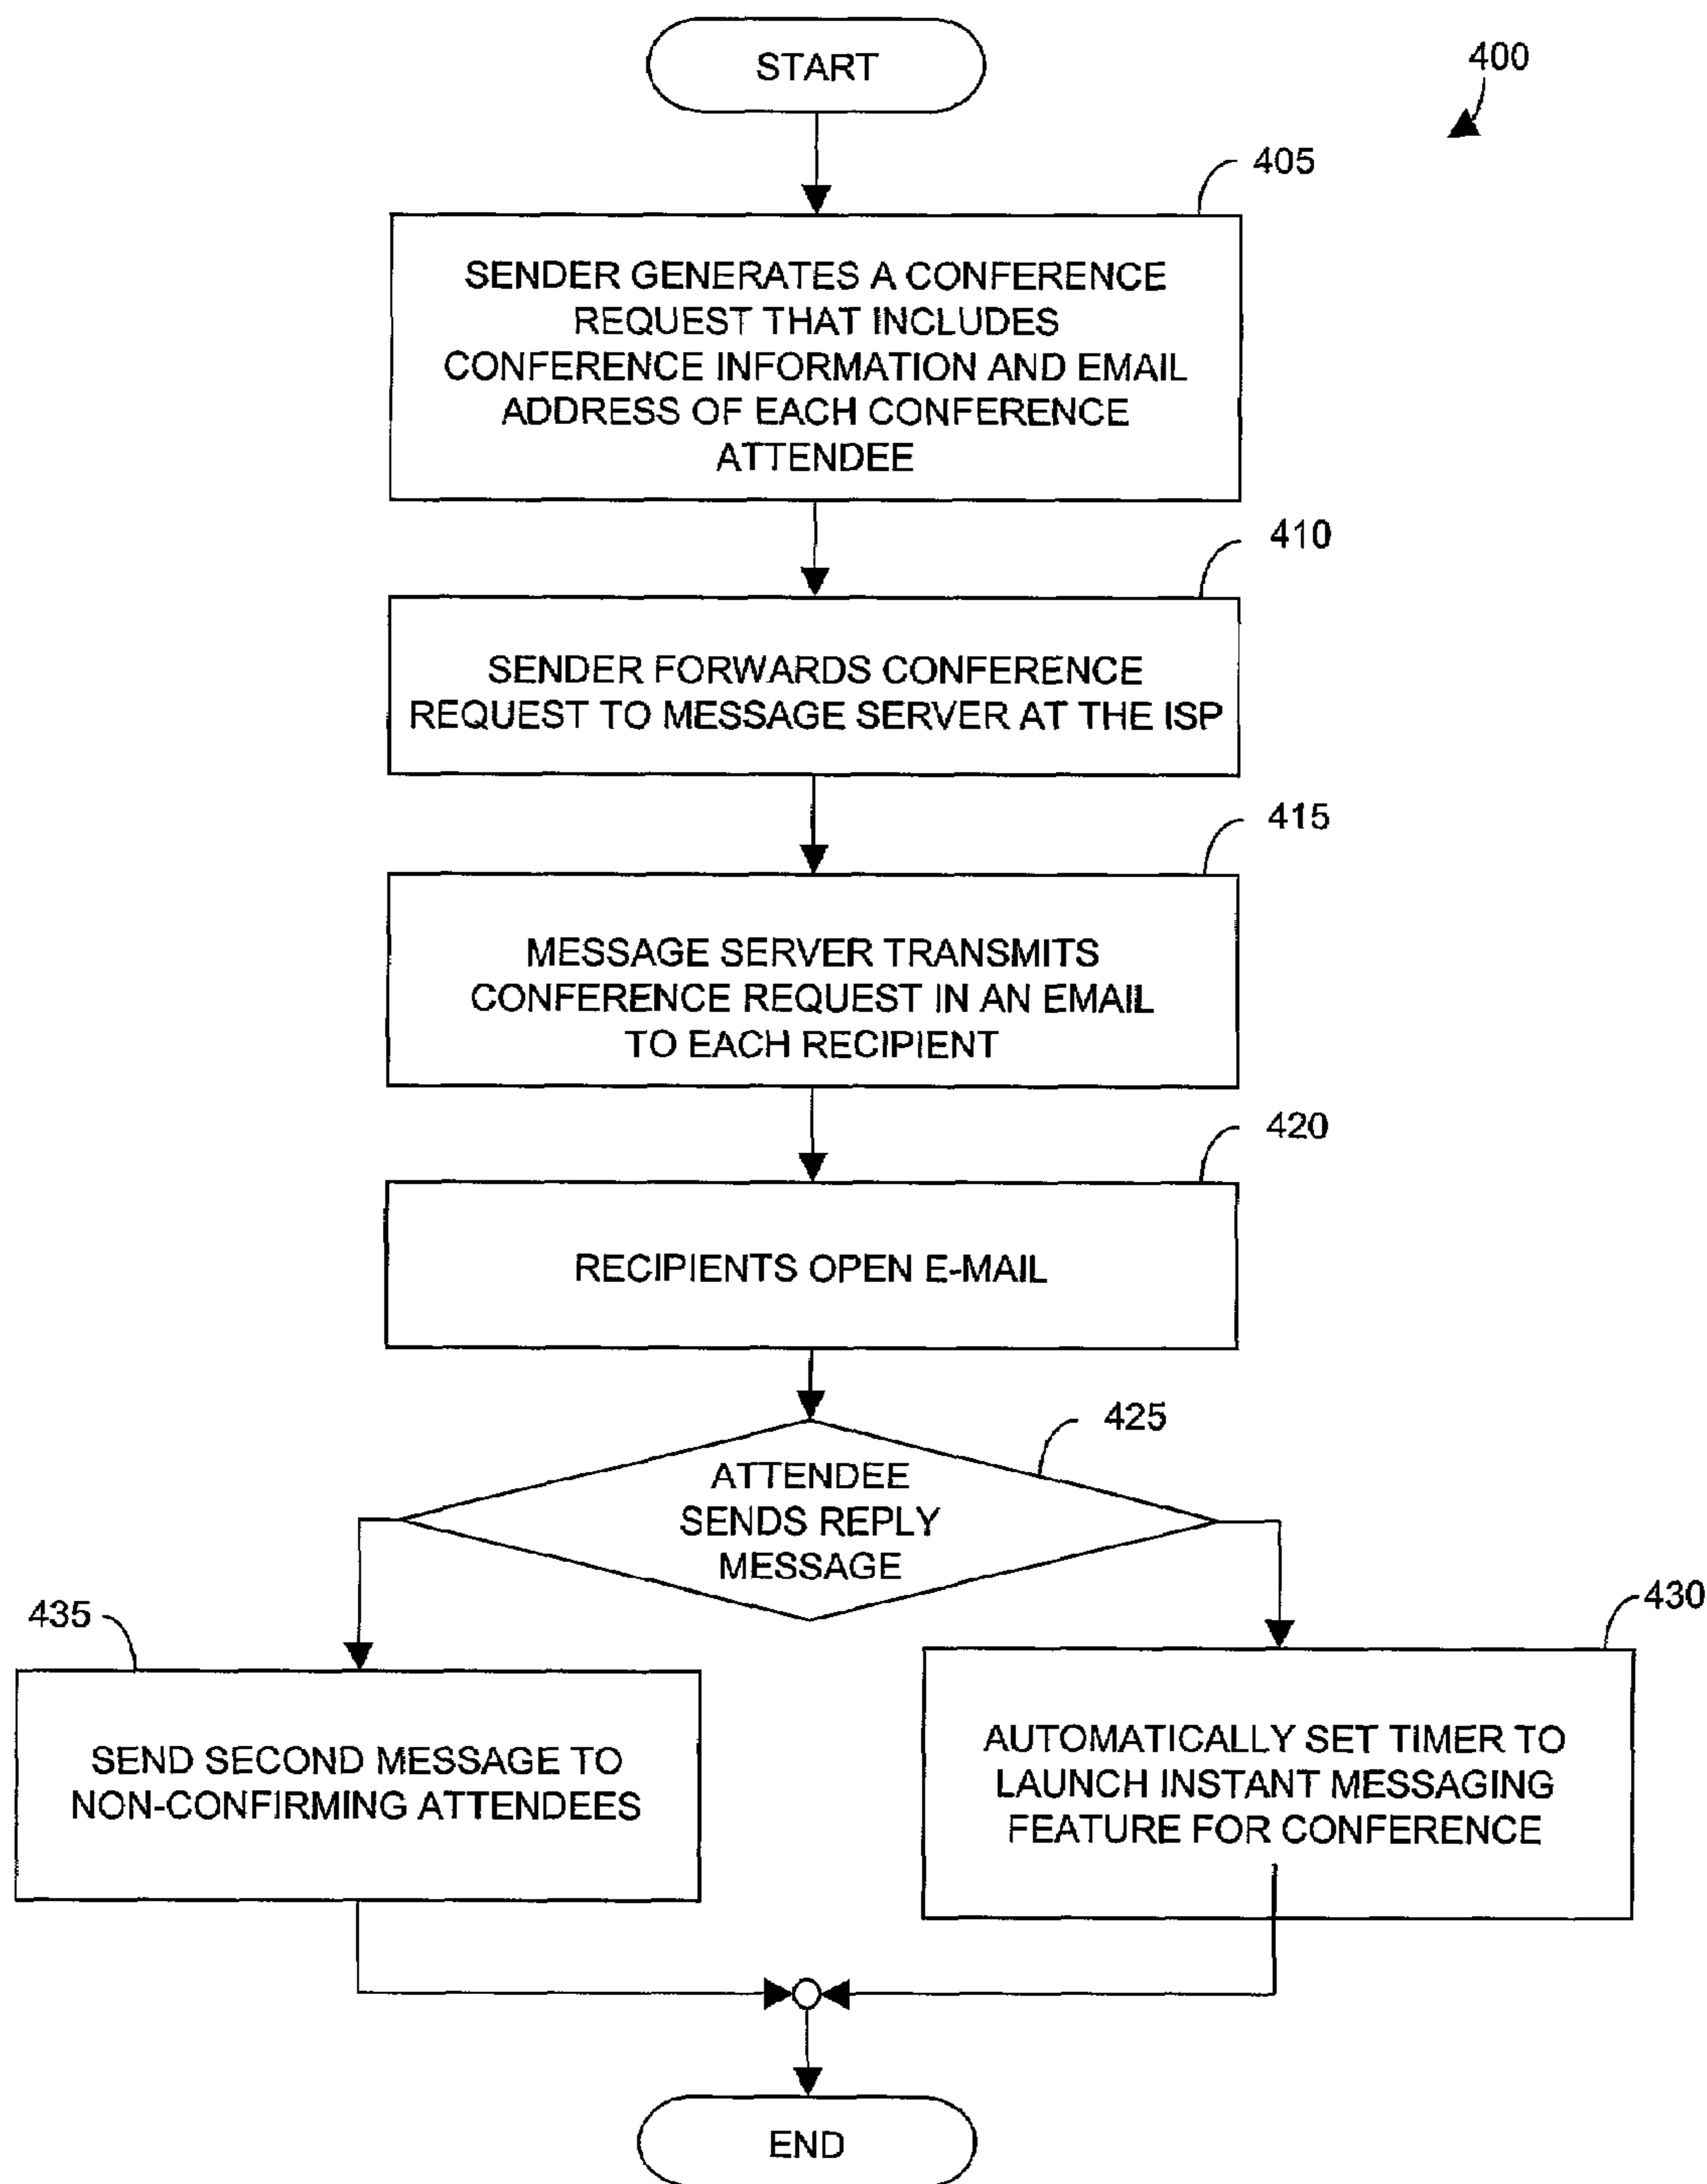 START
400
405
SENDER GENERATES A CONFERENCE
REQUEST THAT INCLUDES
CONFERENCE INFORMATION AND EMAIL
ADDRESS OF EACH CONFERENCE
ATTENDEE
410
SENDER FORWARDS CONFERENCE
REQUEST TO MESSAGE SERVER AT THE ISP
415
MESSAGE SERVER TRANSMITS
CONFERENCE REQUEST IN AN EMAIL
TO EACH RECIPIENT
420
RECIPIENTS OPEN E-MAIL
425
ATTENDEE
SENDS REPLY
MESSAGE
435
SEND SECOND MESSAGE TO
NON-CONFIRMING ATTENDEES
430
AUTOMATICALLY SET TIMER TO
LAUNCH INSTANT MESSAGING
FEATURE FOR CONFERENCE
END